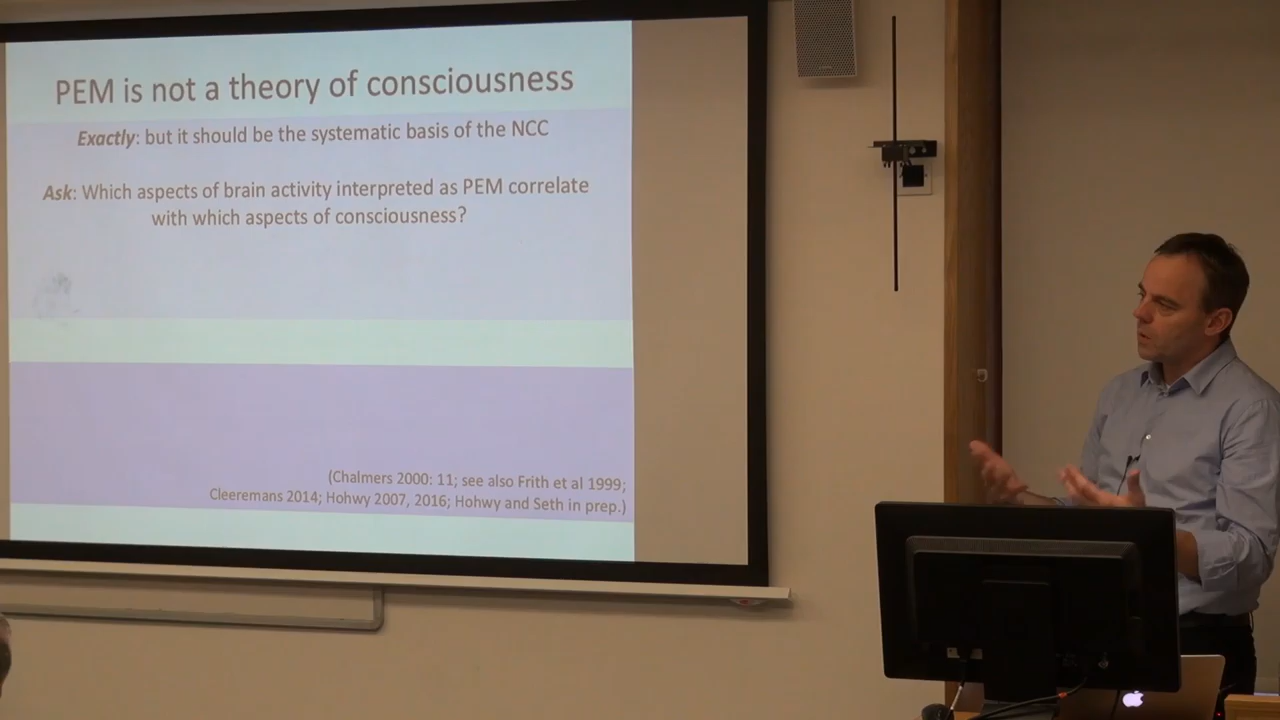 PEM is not a theory of consciousness
Exactly: but it should be the systematic basis of the NCC
Ask: Which aspects of brain activity interpreted as PEM correlate
with which aspects of consciousness?
(Chalmers 2000: 11; see also Frith et al 1999;
Cleeremans 2014; Hohwy 2007, 2016; Hohwy and Seth in prep.)